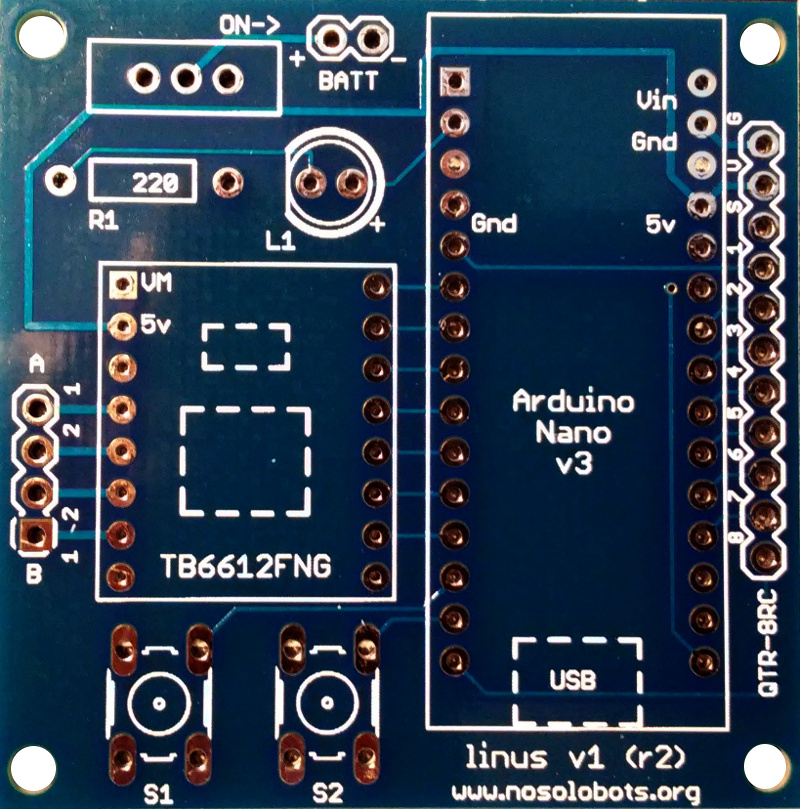 ON->
+
-
BATT
220
R1
L1
+
Vin
Gnd
5v
Gnd
G
V
S
1
2
3
4
5
6
7
8
QTR-8RC
VM
5v
A
1
2
2
1
B
TB6612FNG
Arduino
Nano
v3
USB
S1
S2
linus v1 (r2)
www.nosolobots.org